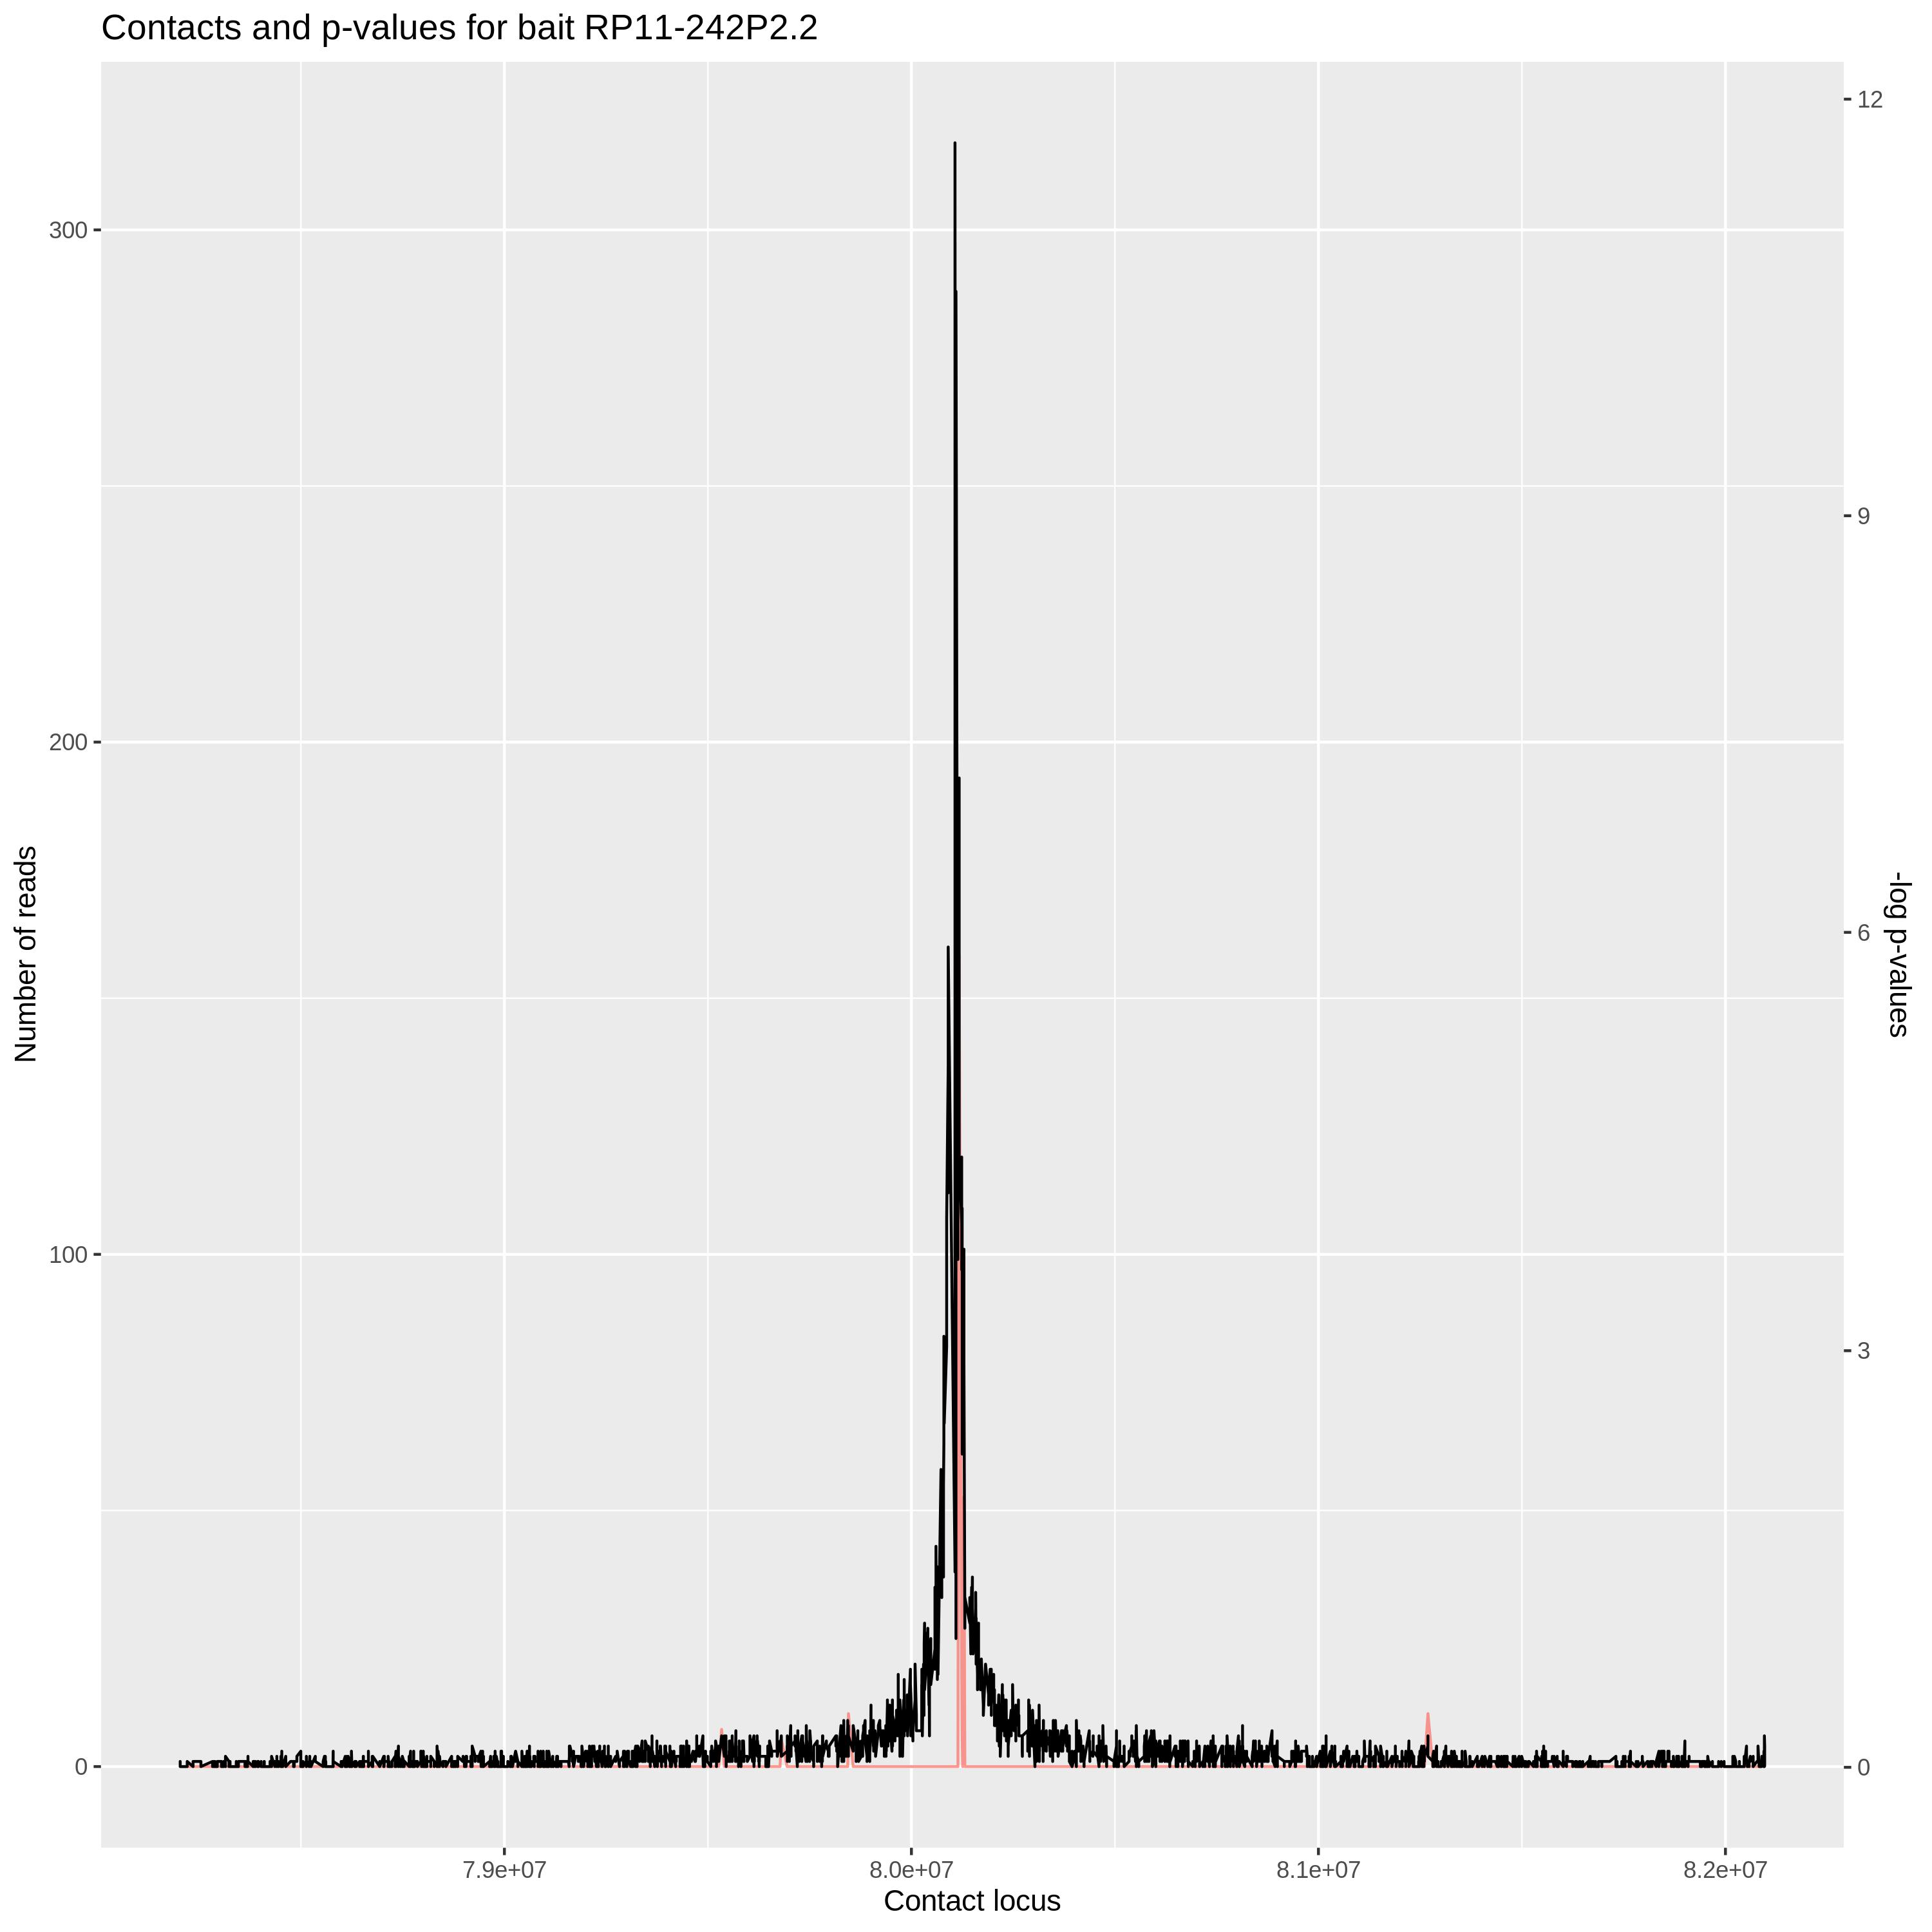 Contacts and p-values for bait RP11-242P2.2
Number of reads
300
200
100
0
12
9
6
3
0
-log p-values
7.9e+07
8.0e+07
8.1e+07
8.2e+07
Contact locus